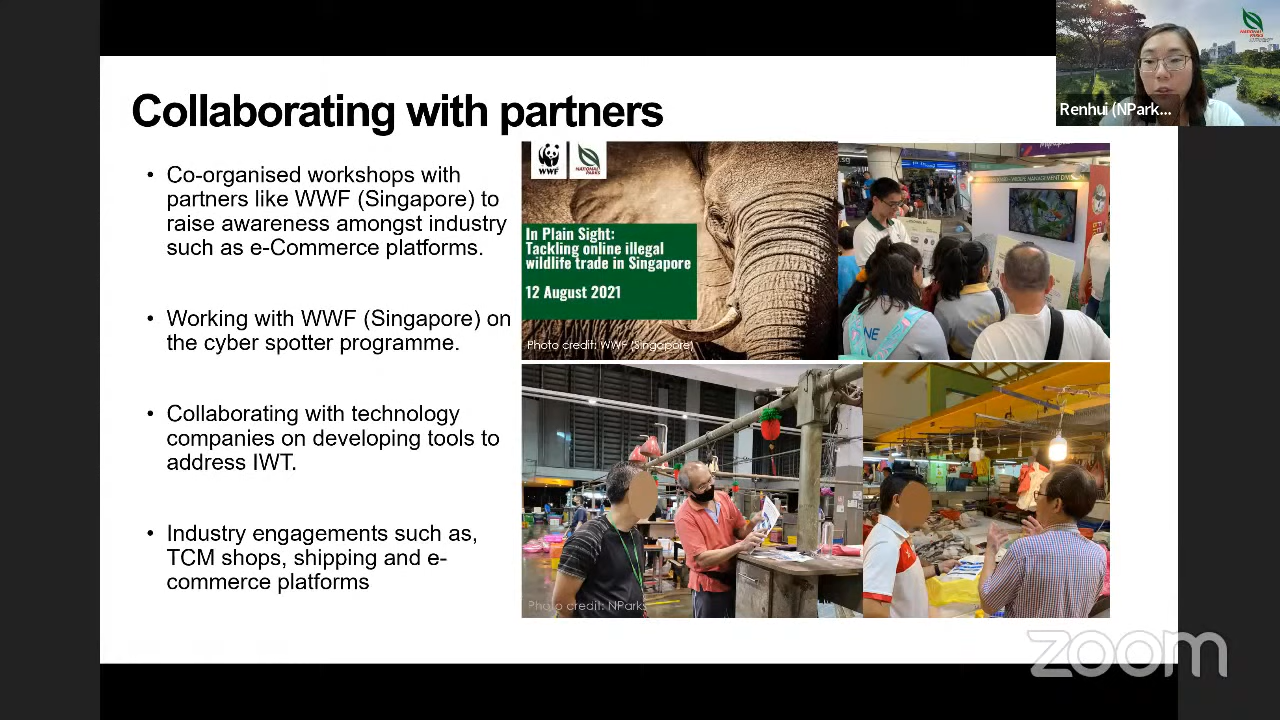 Collaborating with partners
• Co-organised workshops with
partners like WWF (Singapore) to
raise awareness amongst industry
such as e-Commerce platforms.
• Working with WWF (Singapore) on
the cyber spotter programme.
• Collaborating with technology
companies on developing tools to
address IWT.
• Industry engagements such as,
TCM shops, shipping and e-
commerce platforms
WWF
NATIONAL
PARKS
In Plain Sight:
Tackling online illegal
wildlife trade in Singapore
12 August 2021
Photo credit: WWF (Singapore)
Photo credit: NParks
Renhui (NPark...
zoom